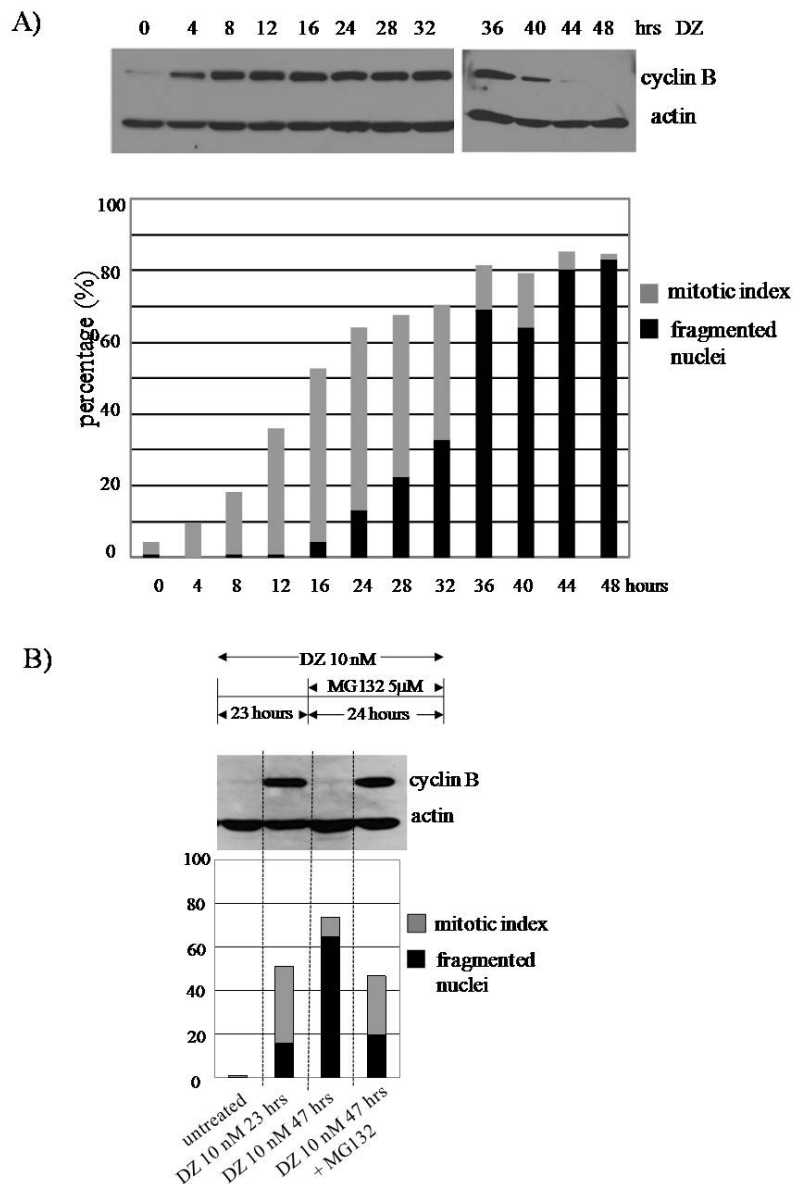 A)
0 4 8 12 16 24 28 32 36 40 44 48 hrs DZ
cyclin B
actin
100
80
60
40
20
0
percentage (%)
mitotic index
fragmented
nuclei
0 4 8 12 16 24 28 32 36 40 44 48 hours
B)
DZ 10 nM
MG132 5µM
23 hours 24 hours
cyclin B
actin
100
80
60
40
20
0
mitotic index
fragmented
nuclei
untreated
DZ 10 nM 23 hrs
DZ 10 nM 47 hrs
DZ 10 nM 47 hrs
+ MG132